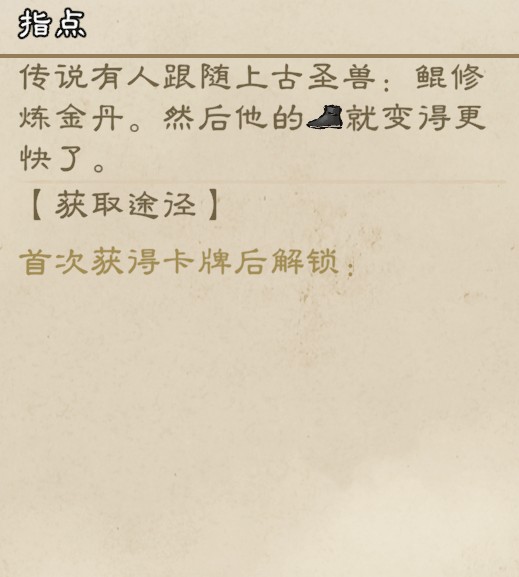 指点
传说有人跟随上古圣兽：鲲修
炼金丹。然后他的就变得更
快了。
【获取途径】
首次获得卡牌后解锁；